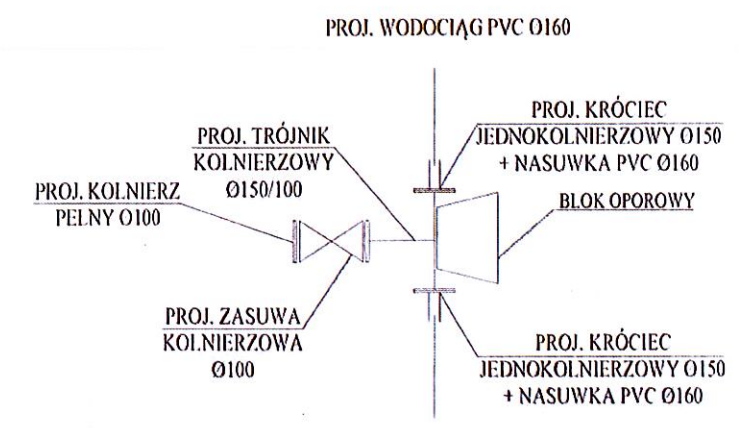 PROJ. WODOCIĄG PVC O160
PROJ. KRÓCIEC
JEDNOKOLNIERZOWY O150
+ NASUWKA PVC Ø160
PROJ. TRÓJNIK
KOLNIERZOWY
Ø150/100
PROJ. KOLNIERZ
PELNY O100
BLOK OPOROWY
PROJ. ZASUWA
KOLNIERZOWA
Ø100
PROJ. KRÓCIEC
JEDNOKOLNIERZOWY O150
+ NASUWKA PVC Ø160